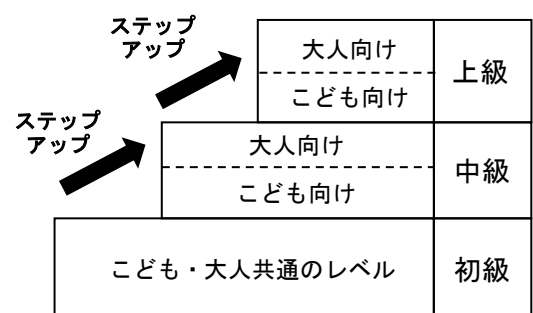 ステップ
アップ
大人向け
こども向け
上級
ステップ
アップ
大人向け
こども向け
中級
こども・大人共通のレベル
初級